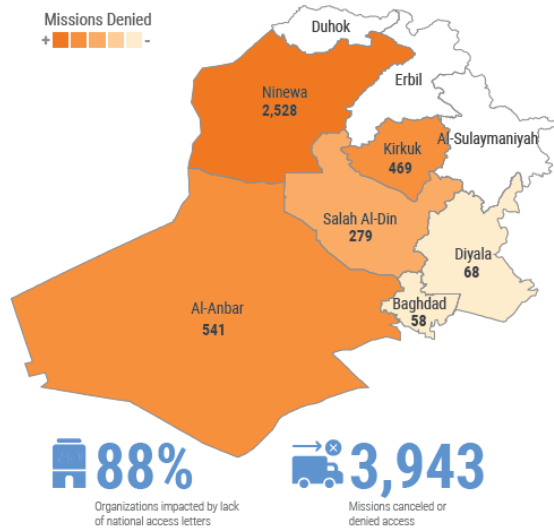 Missions Denied
+ -
Duhok
Erbil
Ninewa
2,528
Al-Sulaymaniyah
Kirkuk
469
Salah Al-Din
279
Diyala
68
Al-Anbar
541
Baghdad
58
88%
Organizations impacted by lack
of national access letters
3,943
Missions canceled or
denied access